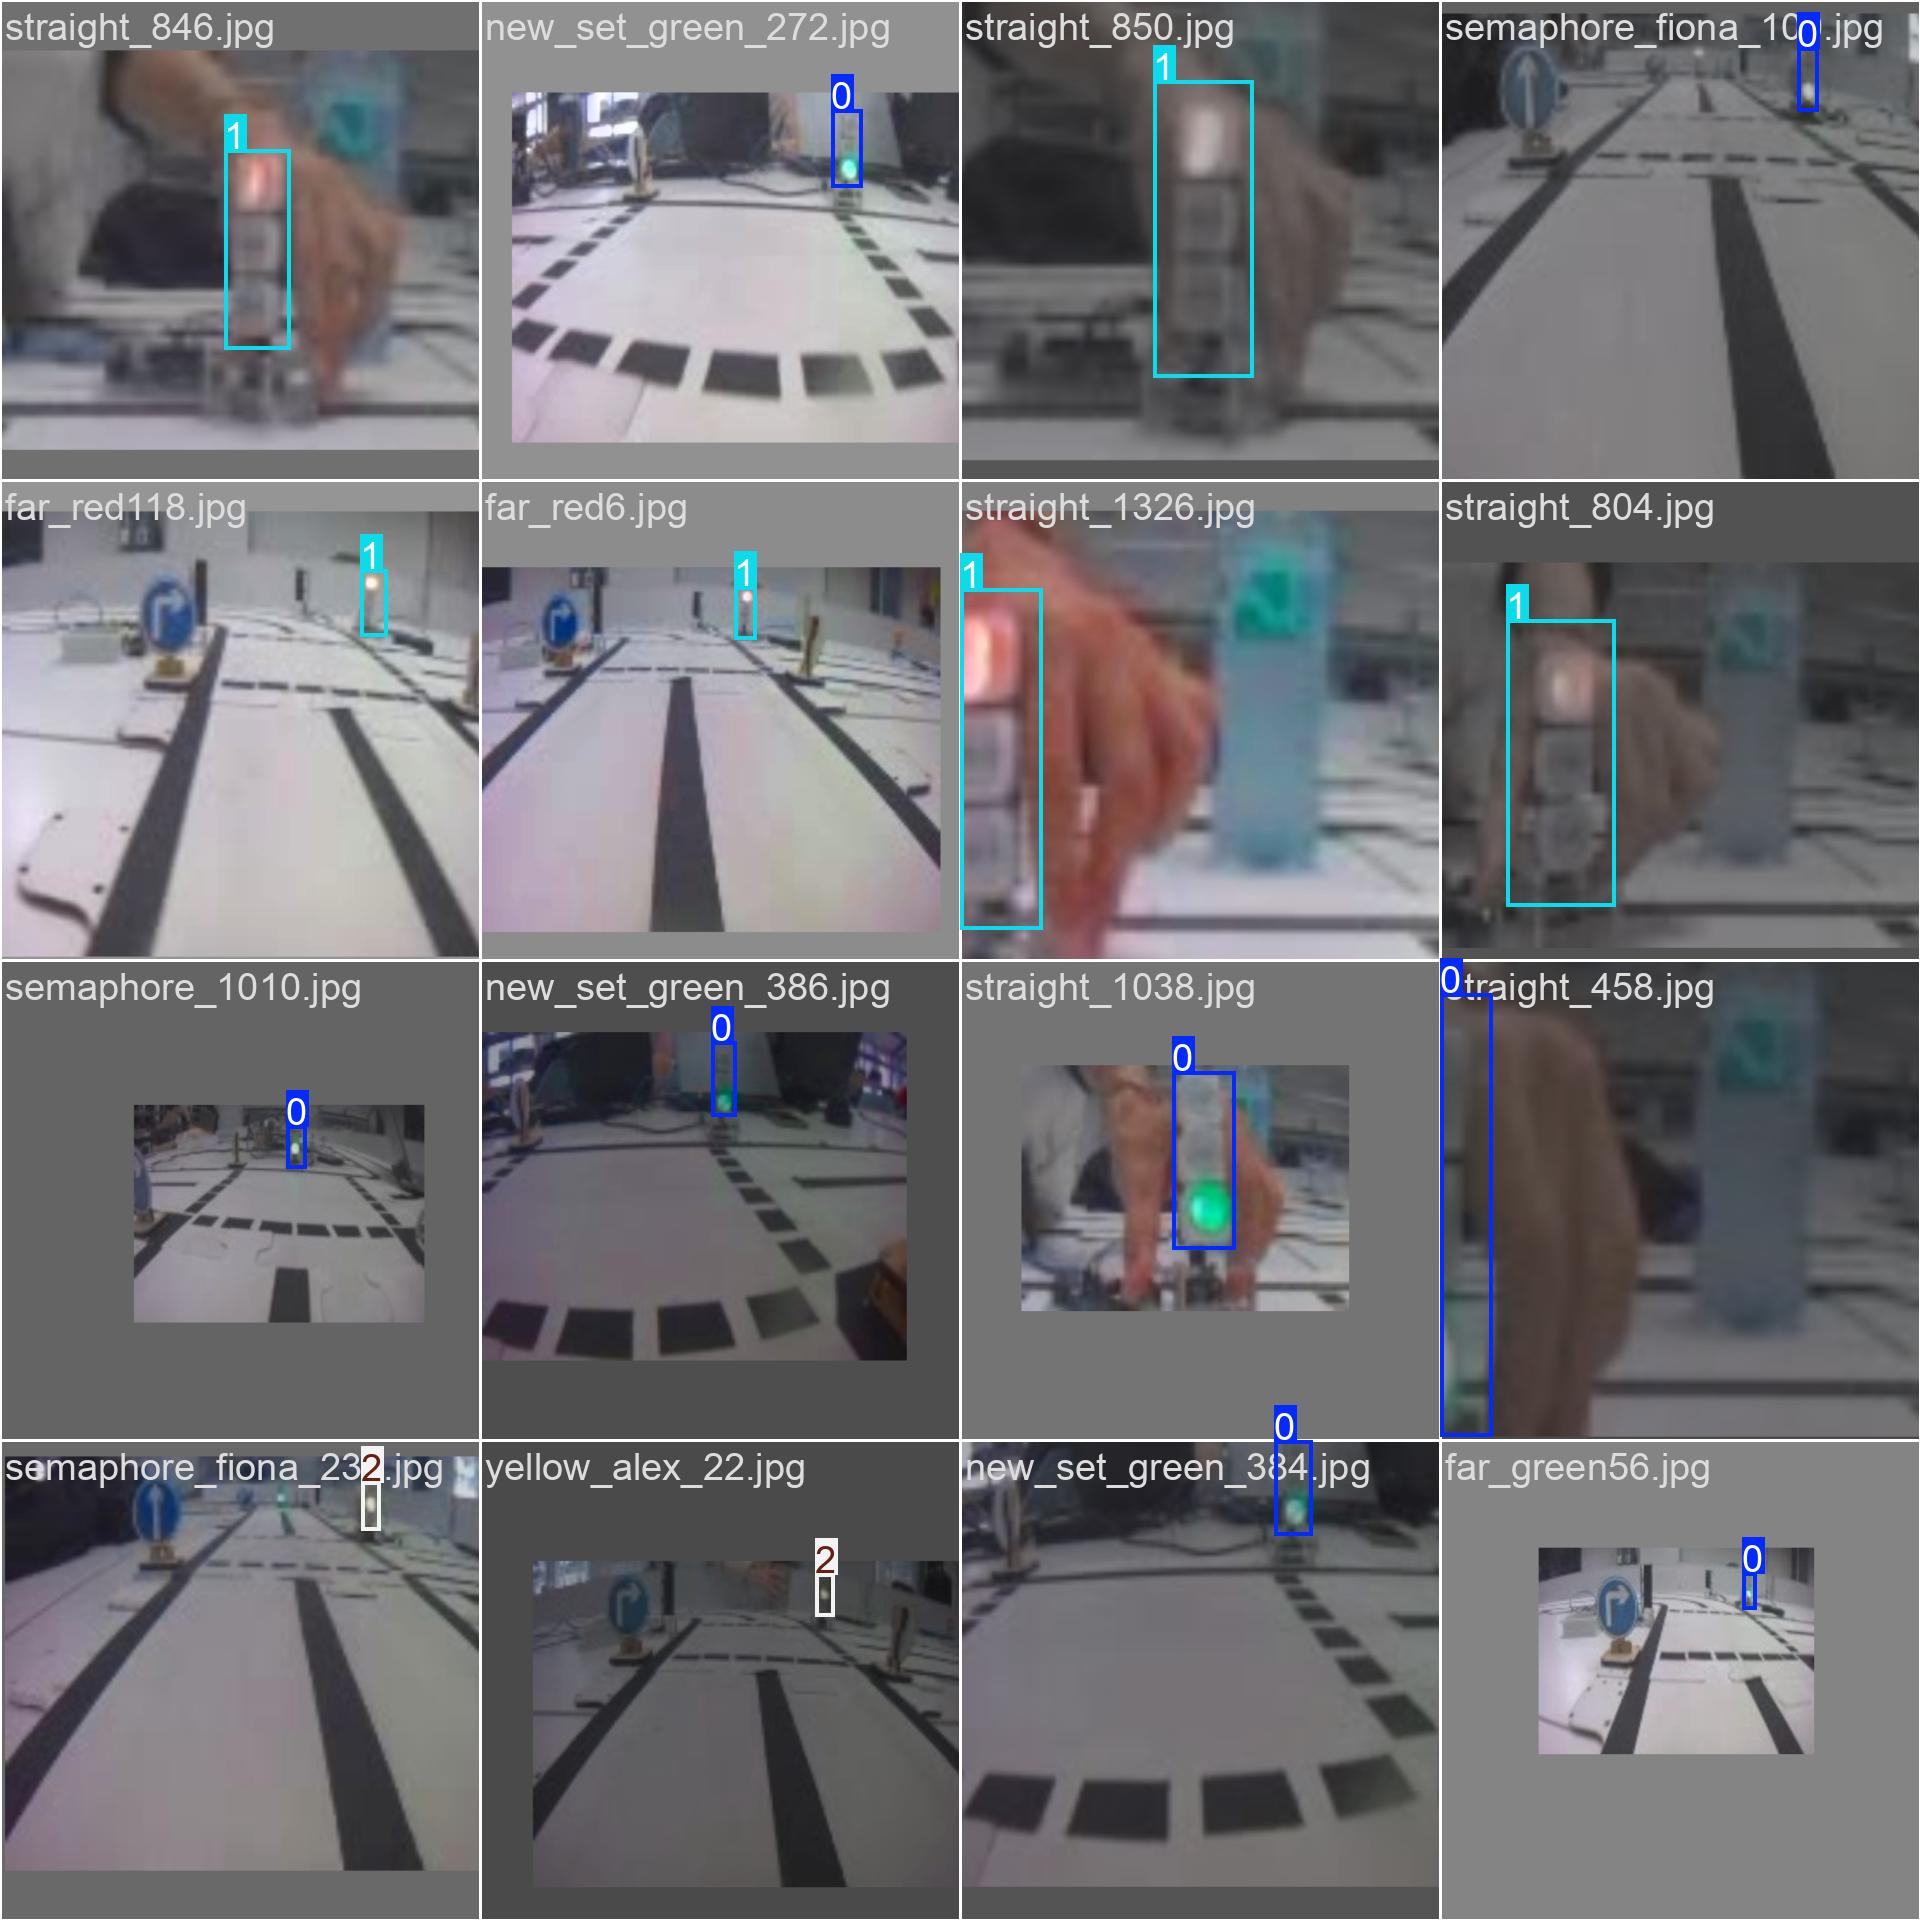 straight_846.jpg
new_set_green_272.jpg
straight_850.jpg
semaphore_fiona_10
.jpg
1
0
1
0
far_red118.jpg
far_red6.jpg
straight_1326.jpg
straight_804.jpg
1
1
1
1
semaphore_1010.jpg
new_set_green_386.jpg
straight_1038.jpg
traight_458.jpg
0
0
0
0
semaphore_fiona_23
.jpg
yellow_alex_22.jpg
new_set_green_384.jpg
far_green56.jpg
2
2
0
0